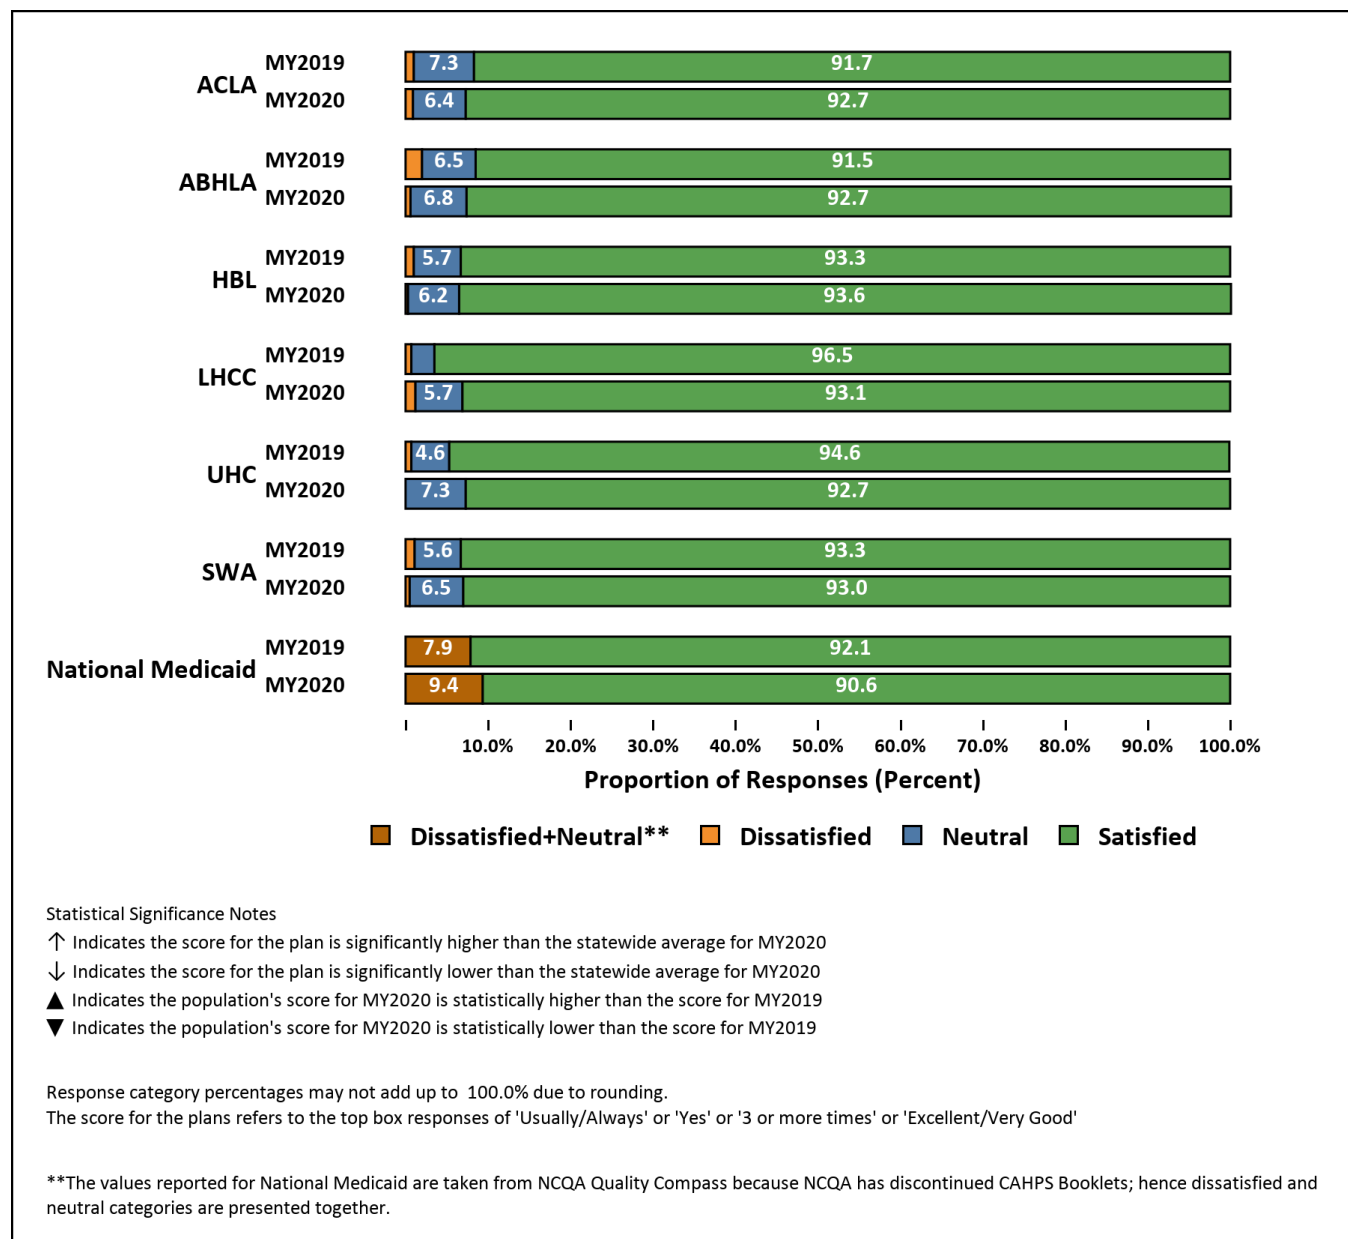 MY2019 7.3 91.7
ACLA
MY2020 6.4 92.7
MY2019 6.5 91.5
ABHLA
MY2020 6.8 92.7
MY2019 5.7 93.3
HBL
MY2020 6.2 93.6
MY2019 96.5
LHCC
MY2020 5.7 93.1
MY2019 4.6 94.6
UHC
MY2020 7.3 92.7
MY2019 5.6 93.3
SWA
MY2020 6.5 93.0
MY2019 7.9 92.1
National Medicaid
MY2020 9.4 90.6
10.0% 20.0% 30.0% 40.0% 50.0% 60.0% 70.0% 80.0% 90.0% 100.0%
Proportion of Responses (Percent)
Dissatisfied+Neutral** Dissatisfied Neutral Satisfied
Statistical Significance Notes
↑ Indicates the score for the plan is significantly higher than the statewide average for MY2020
↓ Indicates the score for the plan is significantly lower than the statewide average for MY2020
▲ Indicates the population's score for MY2020 is statistically higher than the score for MY2019
▼ Indicates the population's score for MY2020 is statistically lower than the score for MY2019
Response category percentages may not add up to 100.0% due to rounding.
The score for the plans refers to the top box responses of 'Usually/Always' or 'Yes' or '3 or more times' or 'Excellent/Very Good'
**The values reported for National Medicaid are taken from NCQA Quality Compass because NCQA has discontinued CAHPS Booklets; hence dissatisfied and
neutral categories are presented together.